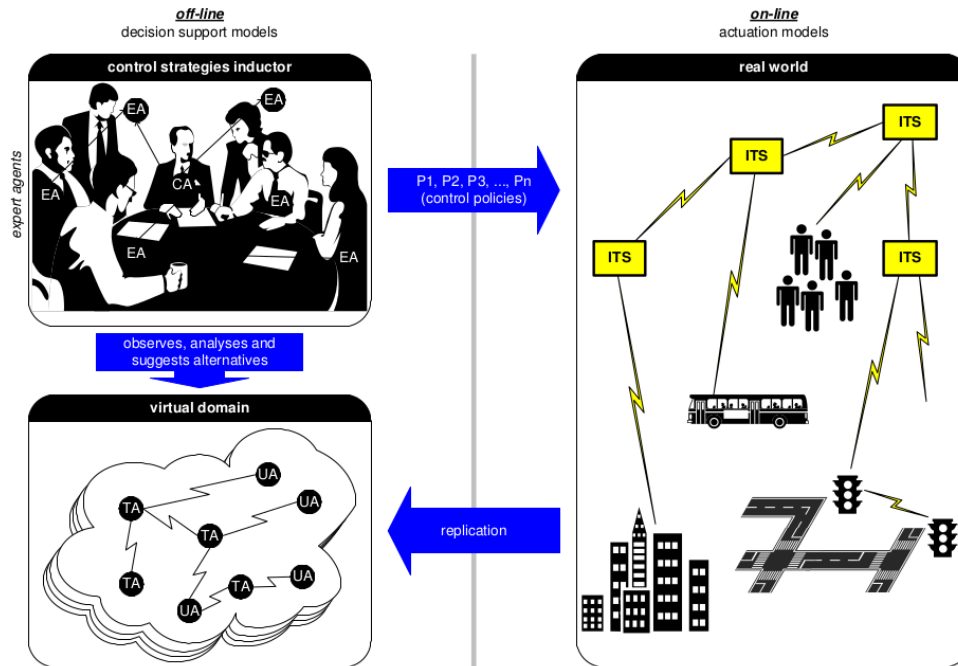 off-line
decision support models
on-line
actuation models
control strategies inductor
real world
expert agents
EA
EA
EA
CA
EA
EA
EA
P1, P2, P3, ..., Pn
(control policies)
ITS
ITS
ITS
ITS
observes, analyses and
suggests alternatives
virtual domain
UA
TA
UA
TA
TA
TA
UA
UA
replication